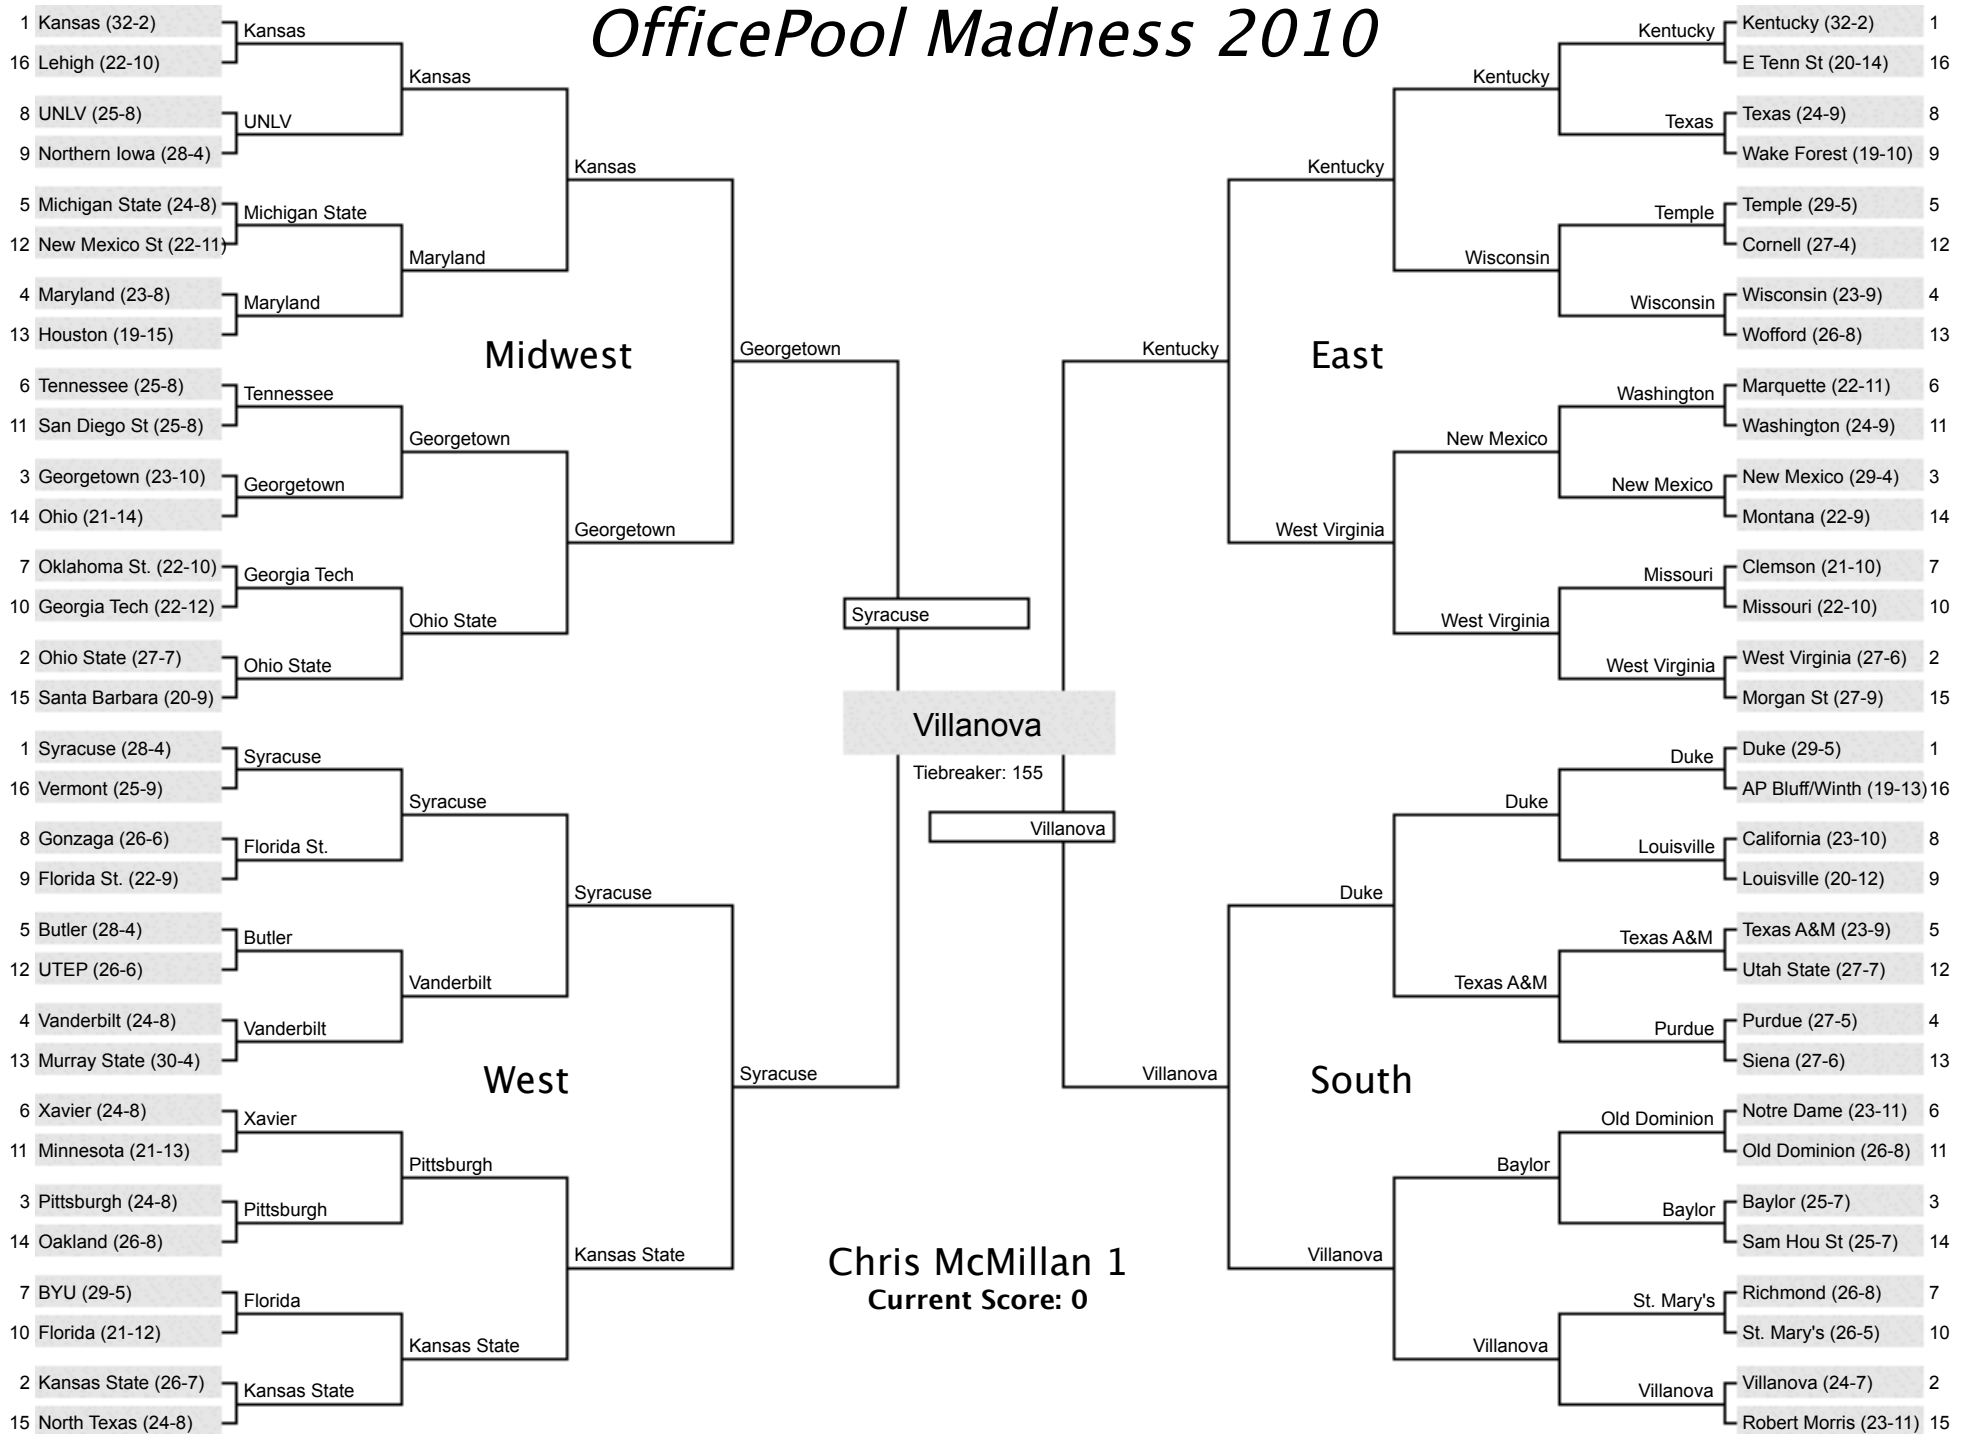 OfficePool Madness 2010
1 Kansas (32-2)
16 Lehigh (22-10)
8 UNLV (25-8)
9 Northern Iowa (28-4)
5 Michigan State (24-8)
12 New Mexico St (22-11)
4 Maryland (23-8)
13 Houston (19-15)
6 Tennessee (25-8)
11 San Diego St (25-8)
3 Georgetown (23-10)
14 Ohio (21-14)
7 Oklahoma St. (22-10)
10 Georgia Tech (22-12)
2 Ohio State (27-7)
15 Santa Barbara (20-9)
Kansas
UNLV
Michigan State
Maryland
Tennessee
Georgetown
Georgia Tech
Ohio State
Kansas
Maryland
Georgetown
Ohio State
Kansas
Georgetown
Midwest
Georgetown
1 Syracuse (28-4)
16 Vermont (25-9)
8 Gonzaga (26-6)
9 Florida St. (22-9)
5 Butler (28-4)
12 UTEP (26-6)
4 Vanderbilt (24-8)
13 Murray State (30-4)
6 Xavier (24-8)
11 Minnesota (21-13)
3 Pittsburgh (24-8)
14 Oakland (26-8)
7 BYU (29-5)
10 Florida (21-12)
2 Kansas State (26-7)
15 North Texas (24-8)
Syracuse
Florida St.
Butler
Vanderbilt
Xavier
Pittsburgh
Florida
Kansas State
Syracuse
Vanderbilt
Pittsburgh
Kansas State
Syracuse
Kansas State
West
Syracuse
Syracuse
Villanova
Tiebreaker: 155
Villanova
Chris McMillan 1
Current Score: 0
Kentucky (32-2) 1
E Tenn St (20-14) 16
Texas (24-9) 8
Wake Forest (19-10) 9
Temple (29-5) 5
Cornell (27-4) 12
Wisconsin (23-9) 4
Wofford (26-8) 13
Marquette (22-11) 6
Washington (24-9) 11
New Mexico (29-4) 3
Montana (22-9) 14
Clemson (21-10) 7
Missouri (22-10) 10
West Virginia (27-6) 2
Morgan St (27-9) 15
Kentucky
Texas
Temple
Wisconsin
Washington
New Mexico
Missouri
West Virginia
Kentucky
Wisconsin
New Mexico
West Virginia
Kentucky
West Virginia
East
Kentucky
Duke (29-5) 1
AP Bluff/Winth (19-13) 16
California (23-10) 8
Louisville (20-12) 9
Texas A&M (23-9) 5
Utah State (27-7) 12
Purdue (27-5) 4
Siena (27-6) 13
Notre Dame (23-11) 6
Old Dominion (26-8) 11
Baylor (25-7) 3
Sam Hou St (25-7) 14
Richmond (26-8) 7
St. Mary's (26-5) 10
Villanova (24-7) 2
Robert Morris (23-11) 15
Duke
Louisville
Texas A&M
Purdue
Old Dominion
Baylor
St. Mary's
Villanova
Duke
Texas A&M
Baylor
Villanova
Duke
Villanova
South
Villanova